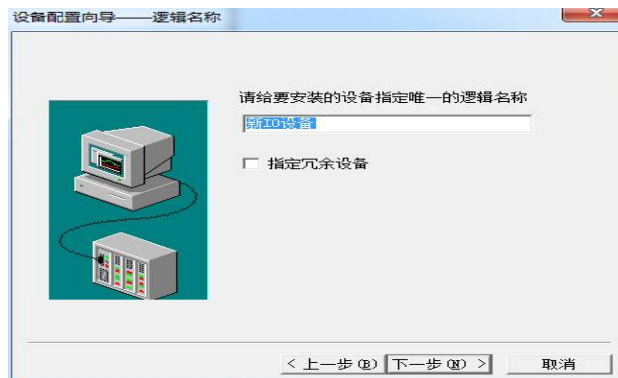 设备配置向导——逻辑名称
请给要安装的设备指定唯一的逻辑名称
新IO设备
指定冗余设备
< 上一步(B) 下一步(N) > 取消